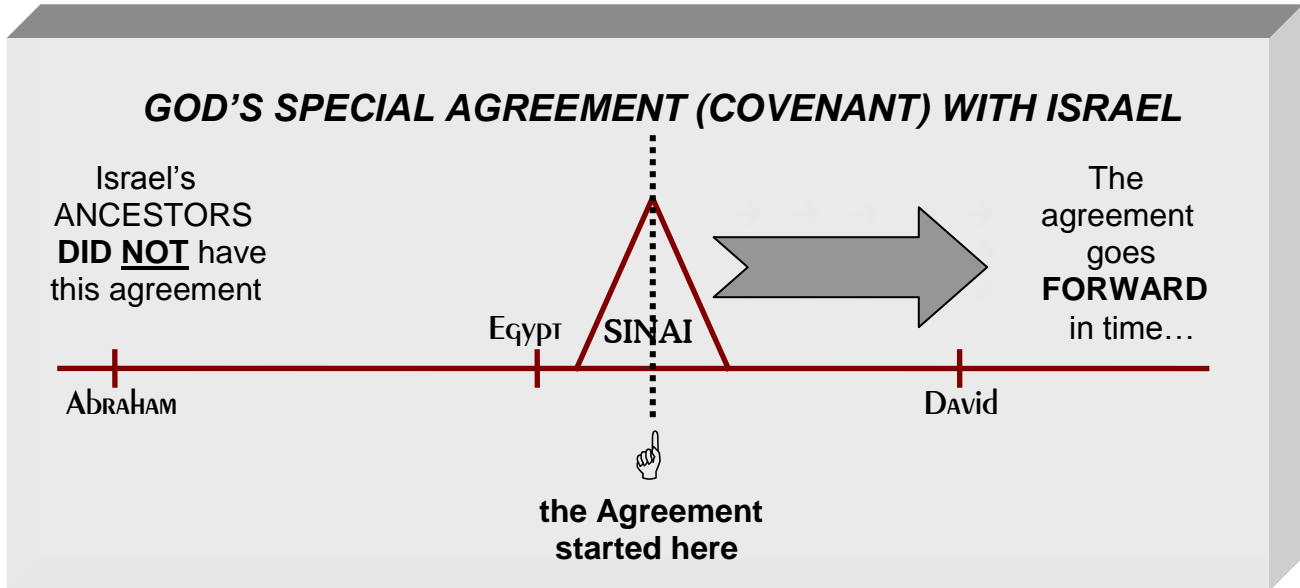 GOD’S SPECIAL AGREEMENT (COVENANT) WITH ISRAEL
Israel’s
ANCESTORS
DID NOT have
this agreement
The
agreement
goes
FORWARD
in time…
Egypt
SINAI
Abraham
David
the Agreement
started here